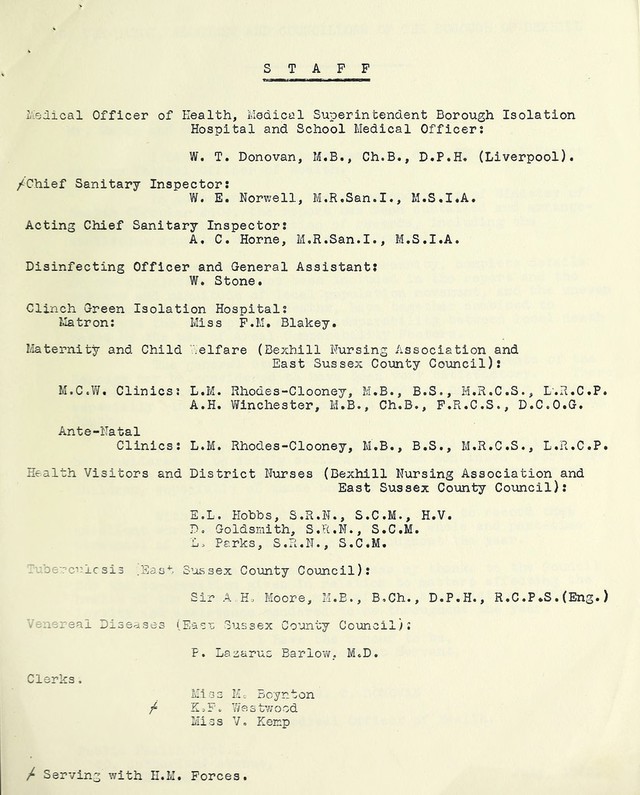 S T A F F
Medical Officer of Health, Medical Superintendent Borough Isolation
Hospital and School Medical Officer:
W. T. Donovan, M.B., Ch.B., D.P.H. (Liverpool).
/Chief Sanitary Inspector:
W. E. Norwell, M.R.San.I., M.S.I.A.
Acting Chief Sanitary Inspector:
A. C. Horne, M.R.San.I., M.S.I.A.
Disinfecting Officer and General Assistant:
W. Stone.
Clinch Green Isolation Hospital:
Matron: Miss F.M. Blakey.
Maternity and Child Welfare (Bexhill Nursing Association and
East Sussex County Council):
M.C.W. Clinics: L.M. Rhodes-Clooney, M.B., B.S., M.R.C.S., L.R.C.P.
A.H. Winchester, M.B., Ch.B., F.R.C.S., D.C.O.G.
Ante-Natal
Clinics: L.M. Rhodes-Clooney, M.B., B.S., M.R.C.S., L.R.C.P.
Health Visitors and District Nurses (Bexhill Nursing Association and
East Sussex County Council):
E.L. Hobbs, S.R.N., S.C.M., H.V.
D. Goldsmith, S.R.N., S.C.M.
L. Parks, S.R.N., S.C.M.
Tuberculosis (East Sussex County Council):
Sir A.H. Moore, M.B., B.Ch., D.P.H., R.C.P.S.(Eng.)
Venereal Diseases (East Sussex County Council):
P. Lazarus Barlow, M.D.
Clerks.
Miss M. Boynton
/ K.F. Westwood
Miss V. Kemp
/ Serving with H.M. Forces.